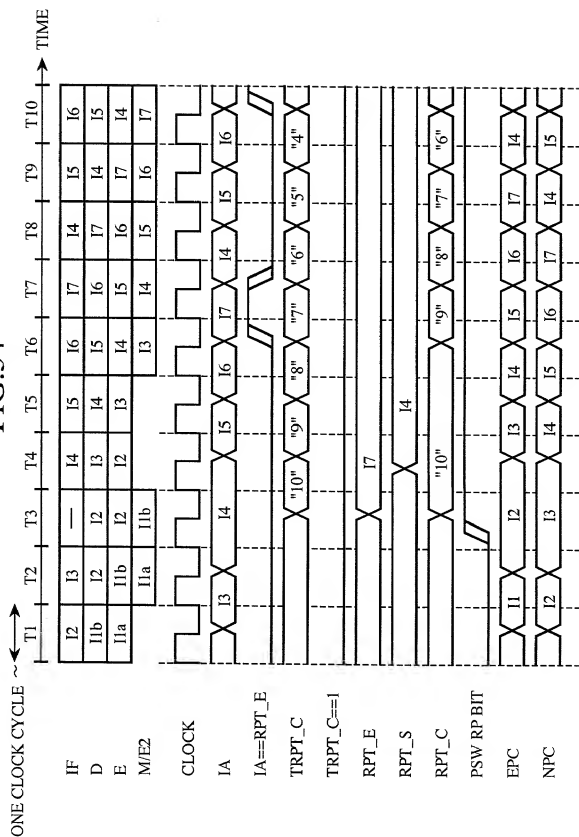 ONE CLOCK CYCLE ~ T1 T2 T3 T4 T5 T6 T7 T8 T9 T10 TIME
IF I2 I3 — I4 I5 I6 I7 I4 I5 I6
D I1b I2 I2 I3 I4 I5 I6 I7 I4 I5
E I1a I1b I2 I2 I3 I4 I5 I6 I7 I4
M/E2 I1a I1b I3 I4 I5 I6 I7
CLOCK
IA I3 I4 I5 I6 I7 I4 I5 I6
IA==RPT_E
TRPT_C "10" "9" "8" "7" "6" "5" "4"
TRPT_C==1
RPT_E I7
RPT_S I4
RPT_C "10" "9" "8" "7" "6"
PSW RP BIT
EPC I1 I2 I3 I4 I5 I6 I7 I4
NPC I2 I3 I4 I5 I6 I7 I4 I5